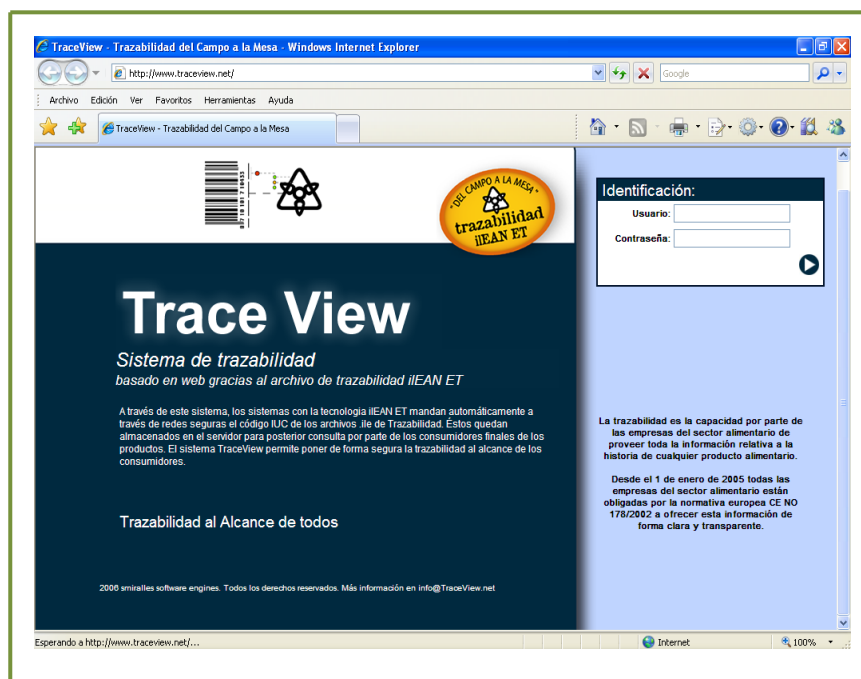 TraceView - Trazabilidad del Campo a la Mesa - Windows Internet Explorer
http://www.traceview.net/
Google
Archivo Edición Ver Favoritos Herramientas Ayuda
TraceView - Trazabilidad del Campo a la Mesa
"DEL CAMPO A LA MESA"
trazabilidad
ilEAN ET
Identificación:
Usuario:
Contraseña:
Trace View
Sistema de trazabilidad
basado en web gracias al archivo de trazabilidad ilEAN ET
A través de este sistema, los sistemas con la tecnologia ilEAN ET mandan automáticamente a
través de redes seguras el código IUC de los archivos .ile de Trazabilidad. Éstos quedan
almacenados en el servidor para posterior consulta por parte de los consumidores finales de los
productos. El sistema TraceView permite poner de forma segura la trazabilidad al alcance de los
consumidores.
Trazabilidad al Alcance de todos
2006 smiralles software engines. Todos los derechos reservados. Más información en info@TraceView.net
La trazabilidad es la capacidad por parte de
las empresas del sector alimentario de
proveer toda la información relativa a la
historia de cualquier producto alimentario.
Desde el 1 de enero de 2005 todas las
empresas del sector alimentario están
obligadas por la normativa europea CE NO
178/2002 a ofrecer esta información de
forma clara y transparente.
Esperando a http://www.traceview.net/...
Internet
100%